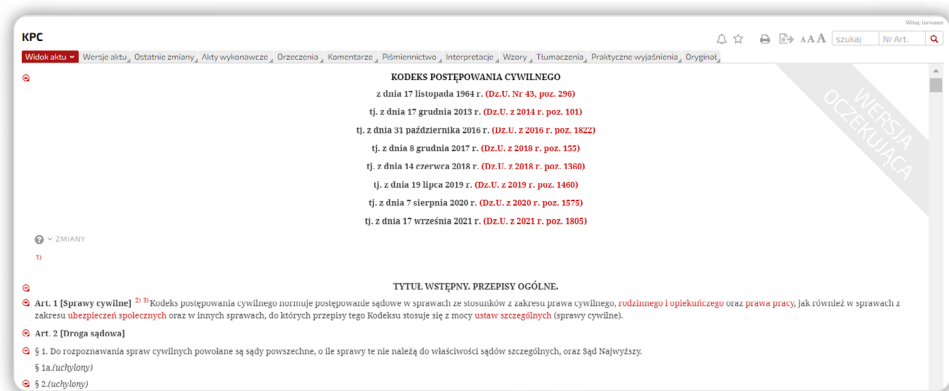 Witaj, Ianivaee
KPC
A A A szukaj Nr Art.
Widok aktu Wersje aktu Ostatnie zmiany Akty wykonawcze Orzeczenia Komentarze Piśmiennictwo Interpretacje Wzory Tłumaczenia Praktyczne wyjaśnienia Oryginał
WERSJA
OCZEKUJĄCA
KODEKS POSTĘPOWANIA CYWILNEGO
z dnia 17 listopada 1964 r. (Dz.U. Nr 43, poz. 296)
tj. z dnia 17 grudnia 2013 r. (Dz.U. z 2014 r. poz. 101)
tj. z dnia 31 października 2016 r. (Dz.U. z 2016 r. poz. 1822)
tj. z dnia 8 grudnia 2017 r. (Dz.U. z 2018 r. poz. 155)
tj. z dnia 14 czerwca 2018 r. (Dz.U. z 2018 r. poz. 1360)
tj. z dnia 19 lipca 2019 r. (Dz.U. z 2019 r. poz. 1460)
tj. z dnia 7 sierpnia 2020 r. (Dz.U. z 2020 r. poz. 1575)
tj. z dnia 17 września 2021 r. (Dz.U. z 2021 r. poz. 1805)
ZMIANY
1)
TYTUŁ WSTĘPNY. PRZEPISY OGÓLNE.
Art. 1 [Sprawy cywilne] 2) 3) Kodeks postępowania cywilnego normuje postępowanie sądowe w sprawach ze stosunków z zakresu prawa cywilnego, rodzinnego i opiekuńczego oraz prawa pracy, jak również w sprawach z
zakresu ubezpieczeń społecznych oraz w innych sprawach, do których przepisy tego Kodeksu stosuje się z mocy ustaw szczególnych (sprawy cywilne).
Art. 2 [Droga sądowa]
§ 1. Do rozpoznawania spraw cywilnych powołane są sądy powszechne, o ile sprawy te nie należą do właściwości sądów szczególnych, oraz Sąd Najwyższy.
§ 1a.(uchylony)
§ 2.(uchylony)